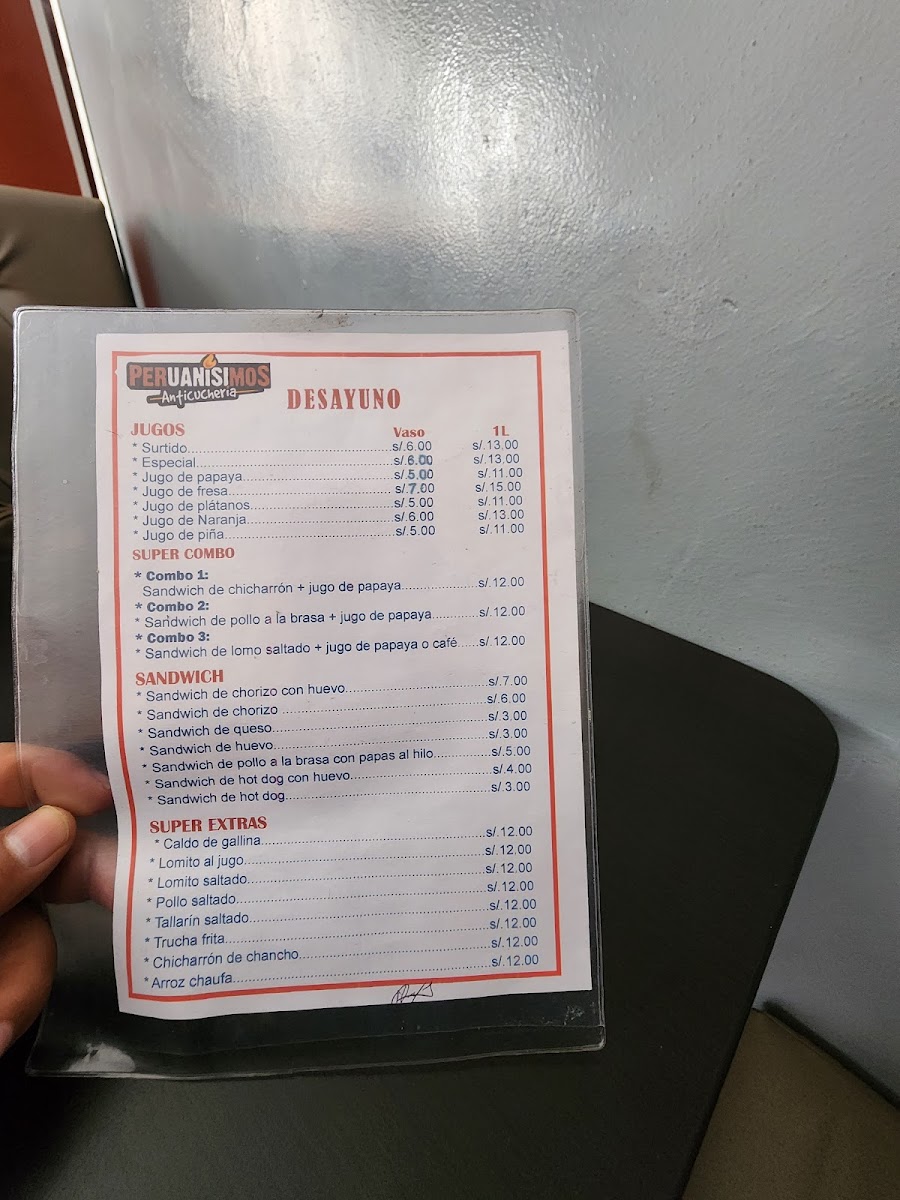 PERUANÍSIMOS
Anticuchería
DESAYUNO
JUGOS Vaso 1L
* Surtido....................s/.6.00 s/.13.00
* Especial....................s/.6.00 s/.13.00
* Jugo de papaya....................s/.5.00 s/.11.00
* Jugo de fresa....................s/.7.00 s/.15.00
* Jugo de plátanos....................s/.5.00 s/.11.00
* Jugo de Naranja....................s/.6.00 s/.13.00
* Jugo de piña....................s/.5.00 s/.11.00
SUPER COMBO
* Combo 1:
Sandwich de chicharrón + jugo de papaya....................s/.12.00
* Combo 2:
* Sandwich de pollo a la brasa + jugo de papaya....................s/.12.00
* Combo 3:
* Sandwich de lomo saltado + jugo de papaya o café......s/.12.00
SANDWICH
* Sandwich de chorizo con huevo....................s/.7.00
* Sandwich de chorizo ....................s/.6.00
* Sandwich de queso....................s/.3.00
* Sandwich de huevo....................s/.3.00
* Sandwich de pollo a la brasa con papas al hilo....................s/.5.00
* Sandwich de hot dog con huevo....................s/.4.00
* Sandwich de hot dog....................s/.3.00
SUPER EXTRAS
* Caldo de gallina....................s/.12.00
* Lomito al jugo....................s/.12.00
* Lomito saltado....................s/.12.00
* Pollo saltado....................s/.12.00
* Tallarín saltado....................s/.12.00
* Trucha frita....................s/.12.00
* Chicharrón de chancho....................s/.12.00
* Arroz chaufa....................s/.12.00